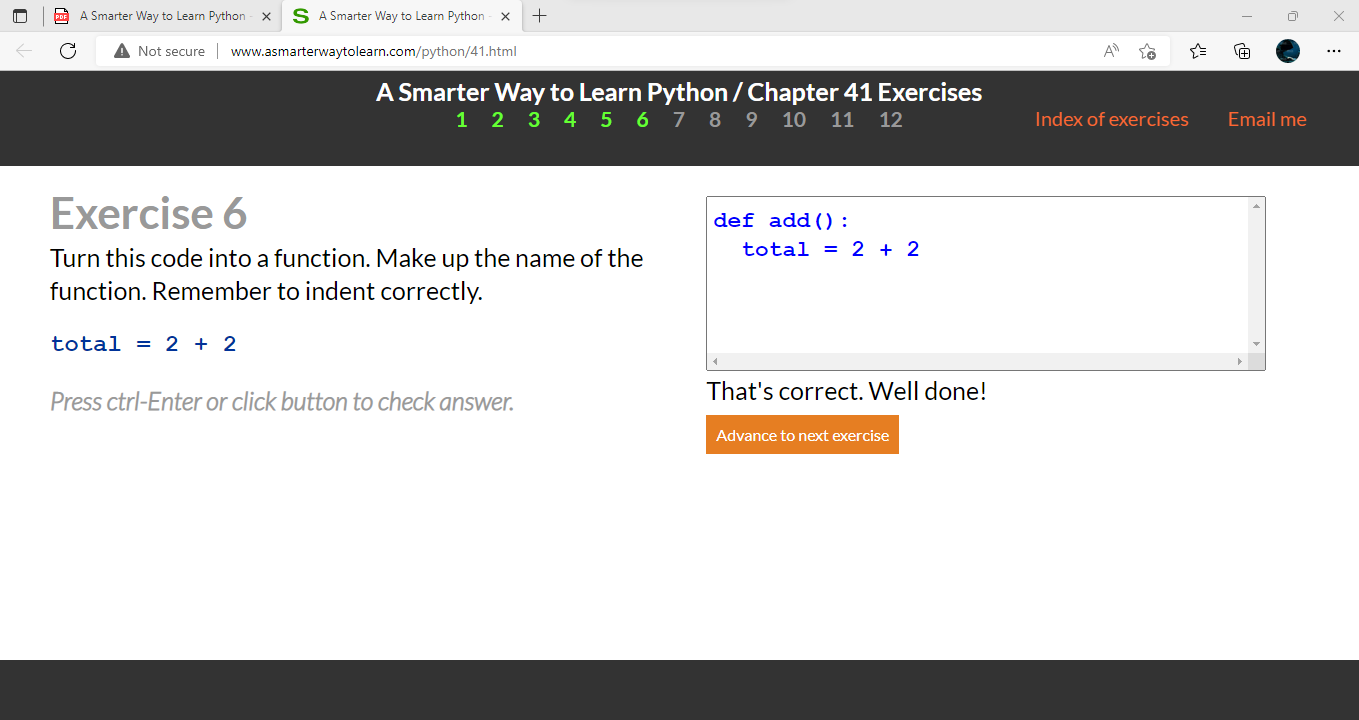 A Smarter Way to Learn Python -
A Smarter Way to Learn Python -
Not secure
www.asmarterwaytolearn.com/python/41.html
A Smarter Way to Learn Python / Chapter 41 Exercises
1 2 3 4 5 6 7 8 9 10 11 12
Index of exercises Email me
Exercise 6
Turn this code into a function. Make up the name of the
function. Remember to indent correctly.
total = 2 + 2
Press ctrl-Enter or click button to check answer.
def add():
  total = 2 + 2
That's correct. Well done!
Advance to next exercise